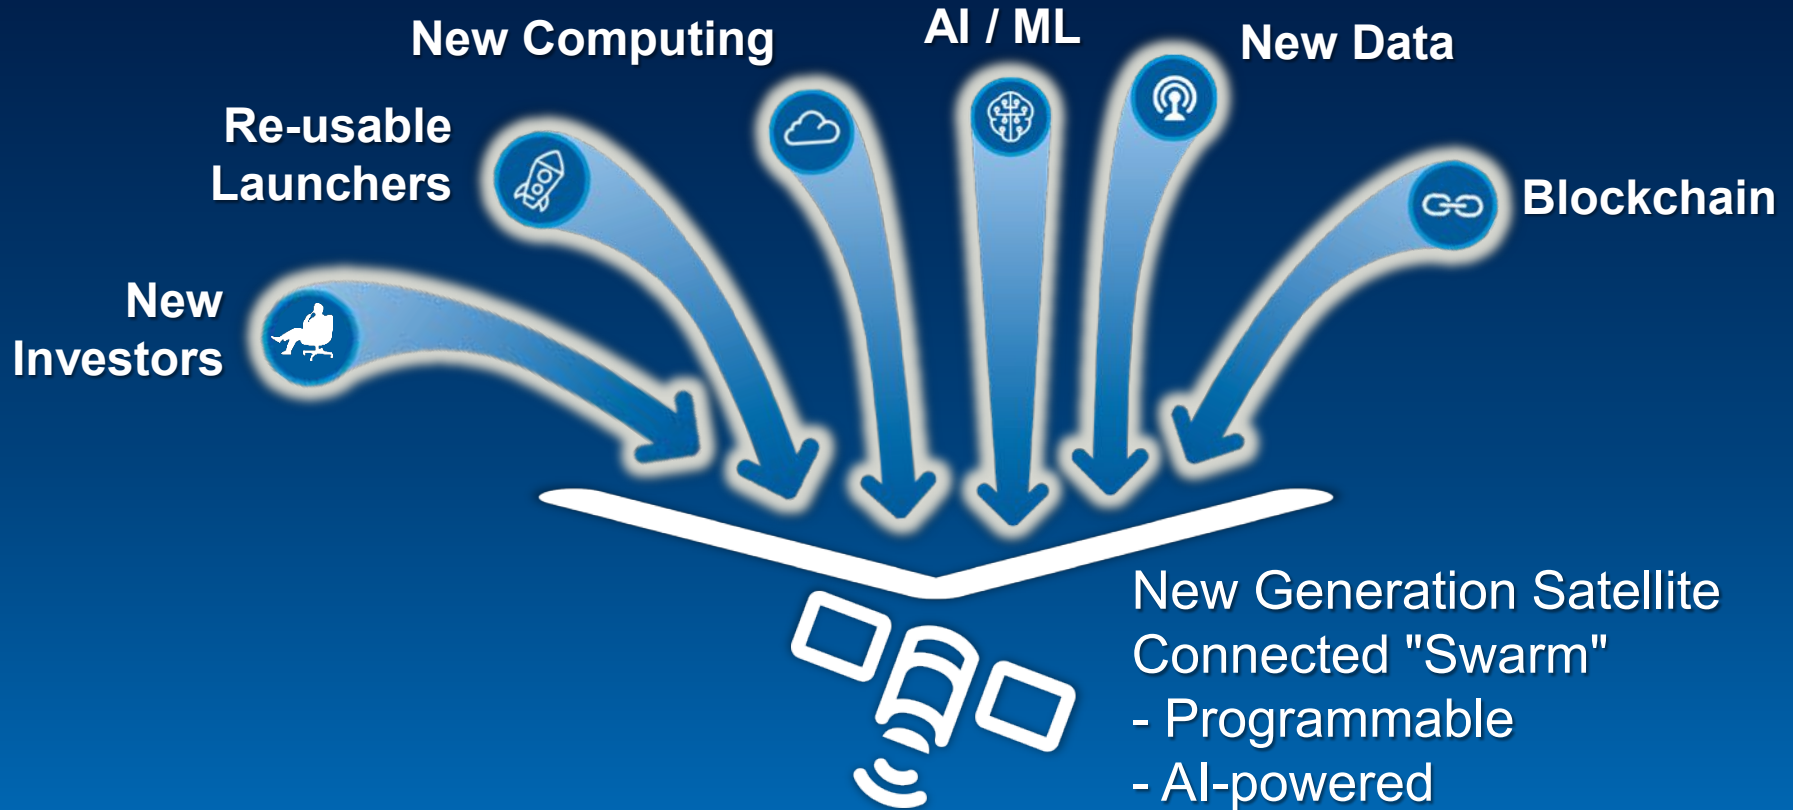 New Computing
AI / ML
New Data
Re-usable
Launchers
Blockchain
New
Investors
New Generation Satellite
Connected "Swarm"
- Programmable
- AI-powered